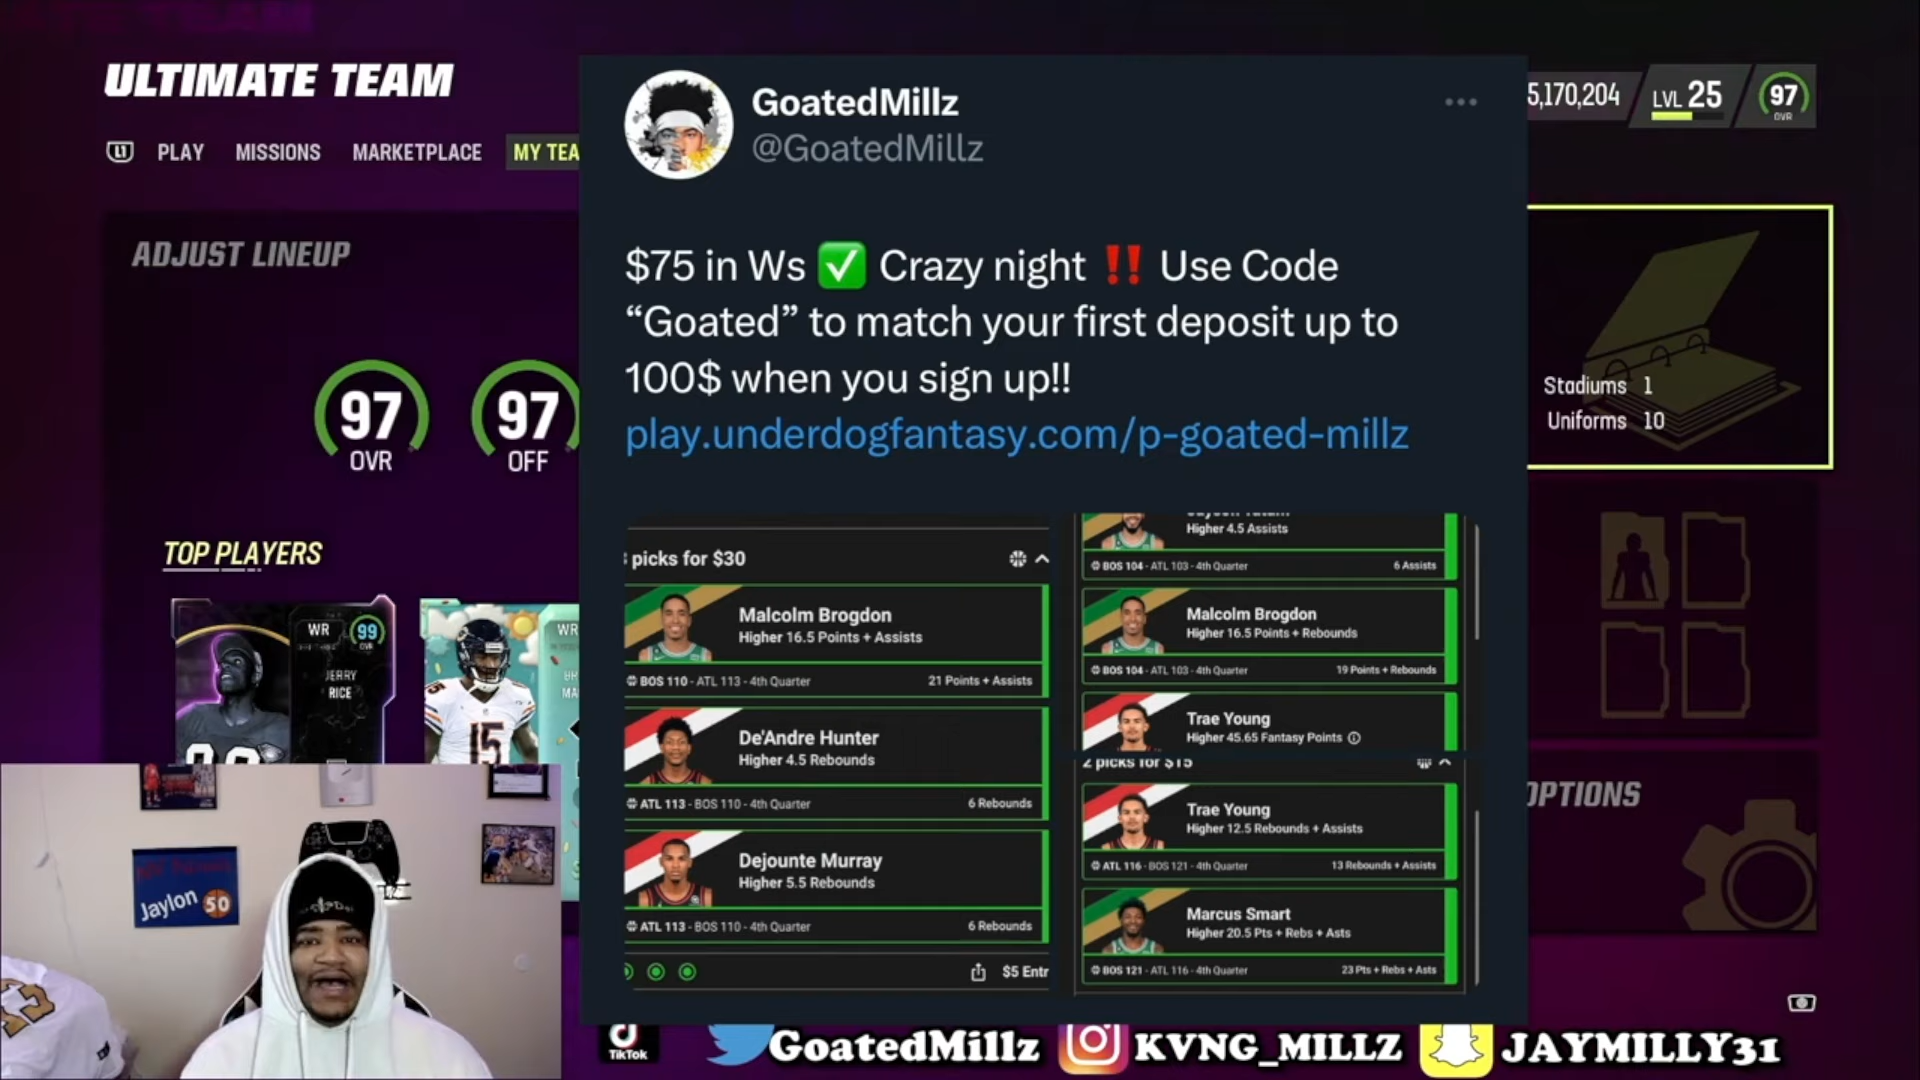 ULTIMATE TEAM
L1 PLAY MISSIONS MARKETPLACE MY TEA
5,170,204 LVL 25 97 OVR
ADJUST LINEUP
97 OVR
97 OFF
TOP PLAYERS
WR 99 OVR
JERRY
RICE
WR
15
Jaylon 50
GoatedMillz
@GoatedMillz
$75 in Ws ✅ Crazy night ‼️ Use Code
“Goated” to match your first deposit up to
100$ when you sign up!!
play.underdogfantasy.com/p-goated-millz
picks for $30
Malcolm Brogdon
Higher 16.5 Points + Assists
BOS 110 - ATL 113 - 4th Quarter 21 Points + Assists
De'Andre Hunter
Higher 4.5 Rebounds
ATL 113 - BOS 110 - 4th Quarter 6 Rebounds
Dejounte Murray
Higher 5.5 Rebounds
ATL 113 - BOS 110 - 4th Quarter 6 Rebounds
$5 Entr
Higher 4.5 Assists
BOS 104 - ATL 103 - 4th Quarter 6 Assists
Malcolm Brogdon
Higher 16.5 Points + Rebounds
BOS 104 - ATL 103 - 4th Quarter 19 Points + Rebounds
Trae Young
Higher 45.65 Fantasy Points
2 picks for $15
Trae Young
Higher 12.5 Rebounds + Assists
ATL 116 - BOS 121 - 4th Quarter 13 Rebounds + Assists
Marcus Smart
Higher 20.5 Pts + Rebs + Asts
BOS 121 - ATL 116 - 4th Quarter 23 Pts + Rebs + Asts
Stadiums 1
Uniforms 10
OPTIONS
TikTok GoatedMillz KVNG_MILLZ JAYMILLY31